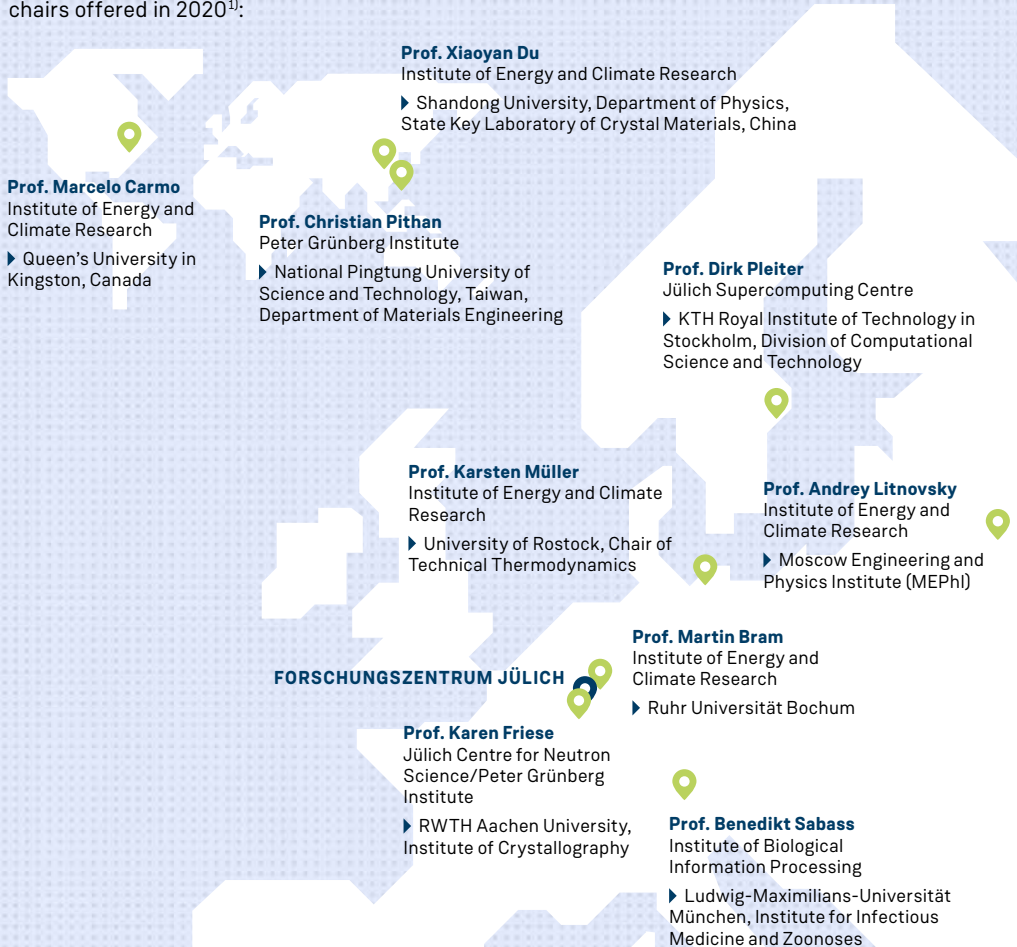 chairs offered in 2020¹⁾:
Prof. Xiaoyan Du
Institute of Energy and Climate Research
Shandong University, Department of Physics,
State Key Laboratory of Crystal Materials, China
Prof. Marcelo Carmo
Institute of Energy and
Climate Research
Queen's University in
Kingston, Canada
Prof. Christian Pithan
Peter Grünberg Institute
National Pingtung University of
Science and Technology, Taiwan,
Department of Materials Engineering
Prof. Dirk Pleiter
Jülich Supercomputing Centre
KTH Royal Institute of Technology in
Stockholm, Division of Computational
Science and Technology
Prof. Karsten Müller
Institute of Energy and Climate
Research
University of Rostock, Chair of
Technical Thermodynamics
Prof. Andrey Litnovsky
Institute of Energy and
Climate Research
Moscow Engineering and
Physics Institute (MEPhI)
Prof. Martin Bram
Institute of Energy and
Climate Research
Ruhr Universität Bochum
FORSCHUNGSZENTRUM JÜLICH
Prof. Karen Friese
Jülich Centre for Neutron
Science/Peter Grünberg
Institute
RWTH Aachen University,
Institute of Crystallography
Prof. Benedikt Sabass
Institute of Biological
Information Processing
Ludwig-Maximilians-Universität
München, Institute for Infectious
Medicine and Zoonoses